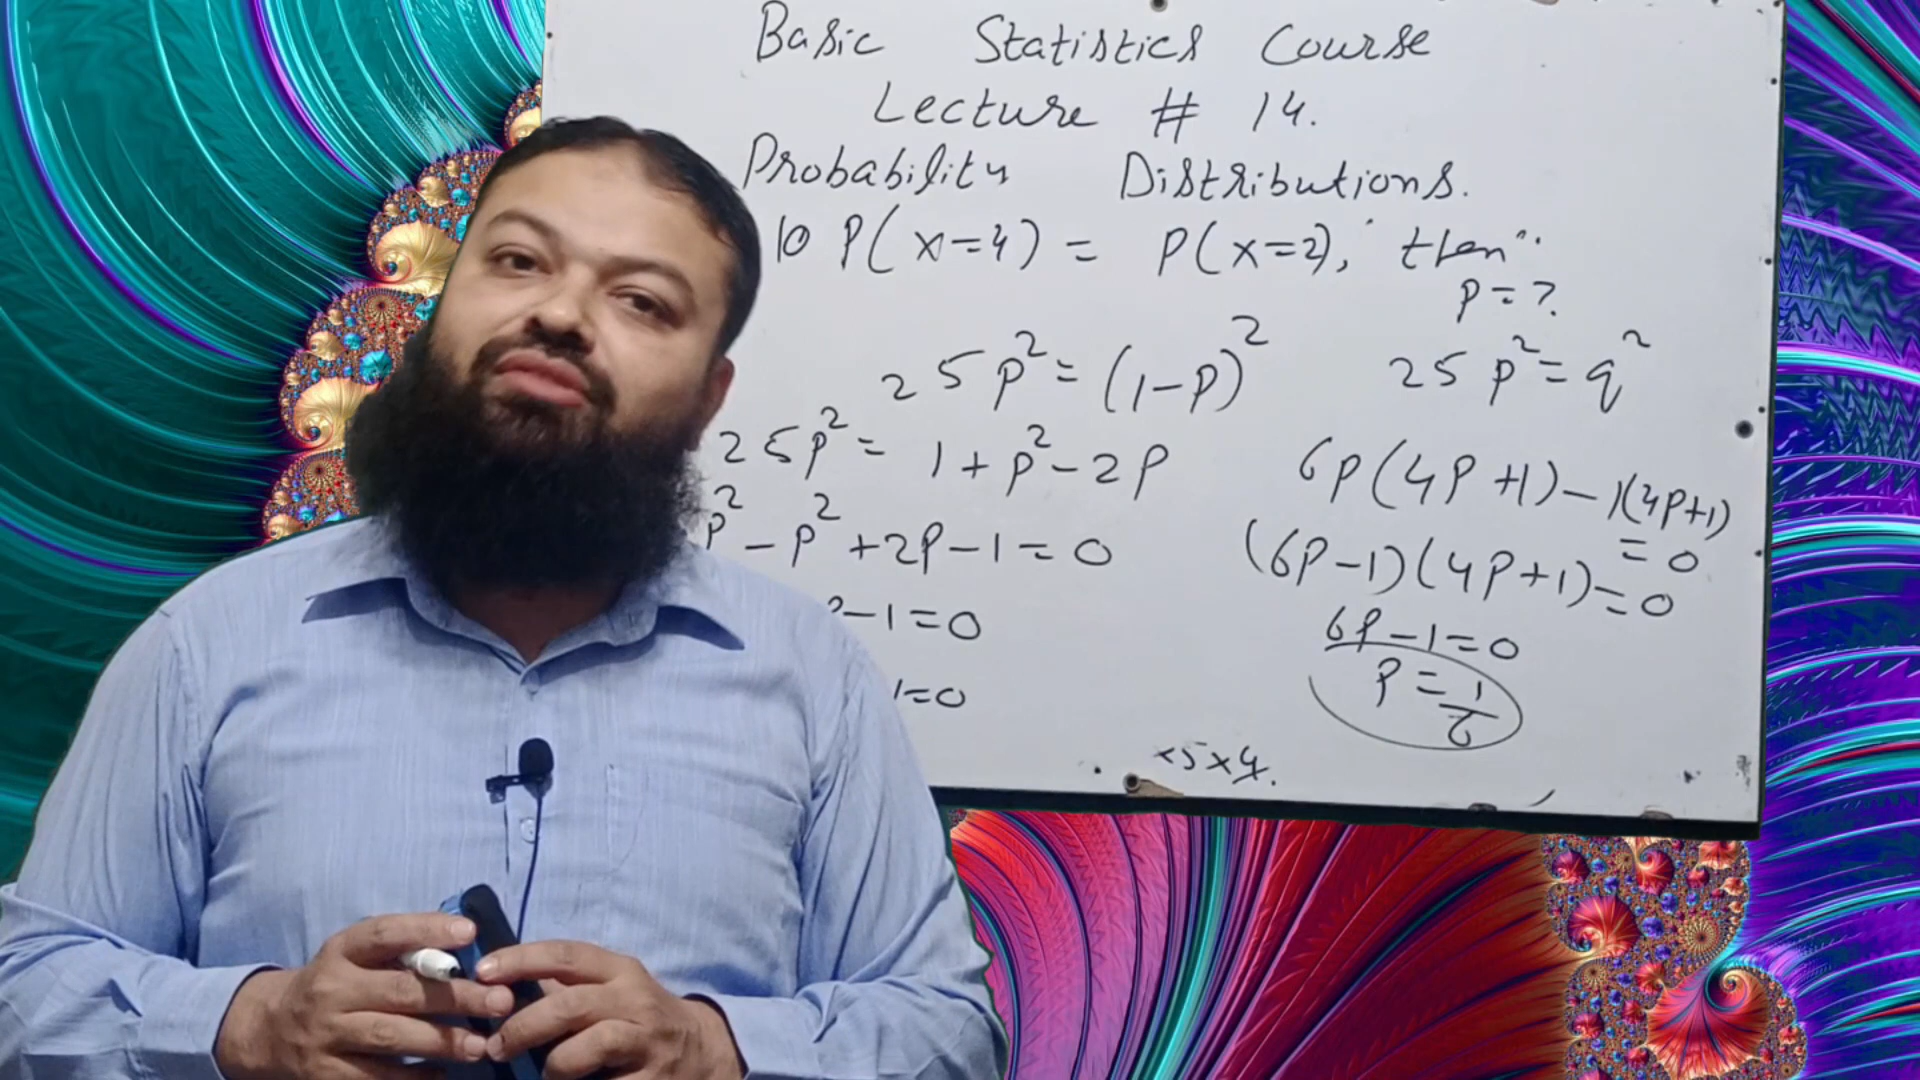 Basic Statistics Course
Lecture # 14.
Probability Distributions.
10 P(x=4) = P(x=2), then
P=?
25p²=(1-p)² 25p²=q²
25p²= 1+p²-2p 6p(4p+1)-1(4p+1)
=0
p²-p²+2p-1=0 (6p-1)(4p+1)=0
-1=0 6p-1=0
1=0 p=1/6
×5×4.